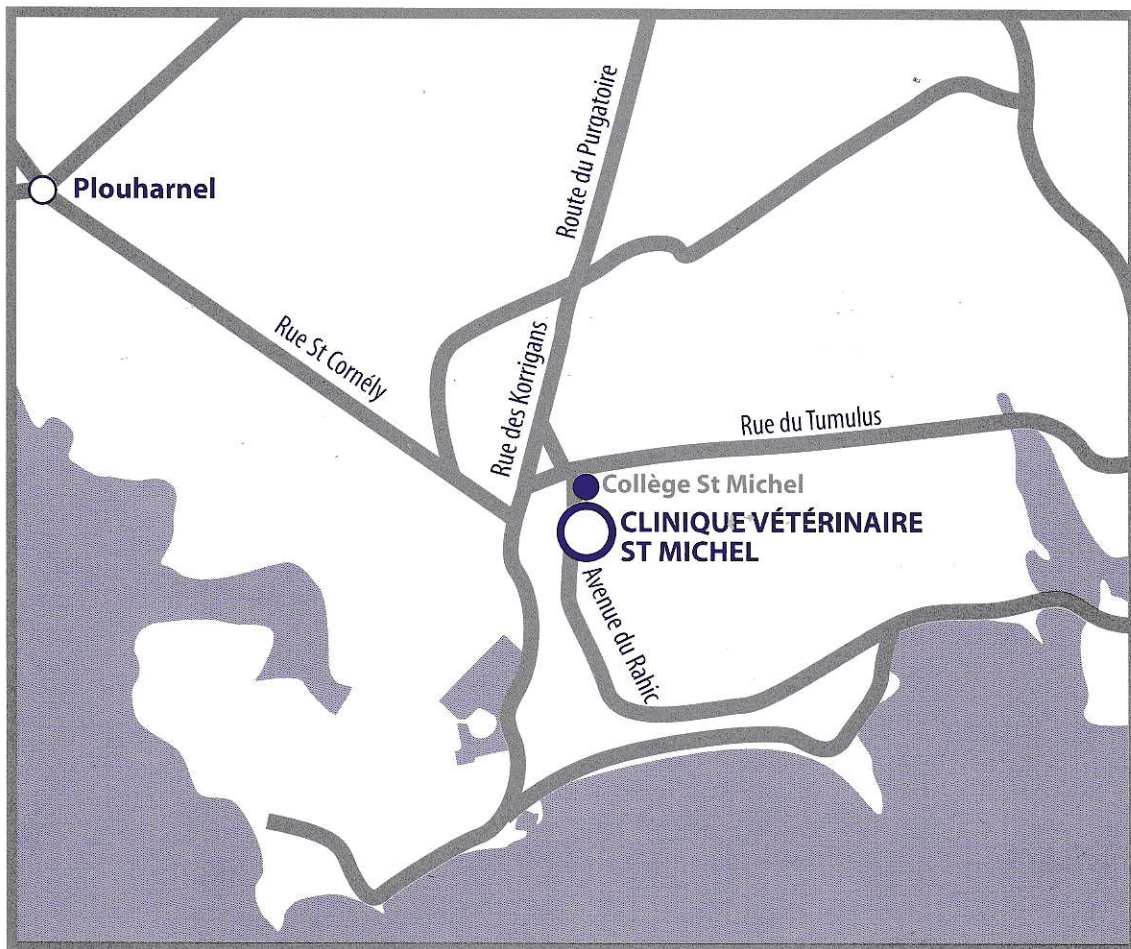 Route du Purgatoire
Plouharnel
Rue St Cornély
Rue des Korrigans
Rue du Tumulus
Collège St Michel
CLINIQUE VÉTÉRINAIRE
ST MICHEL
Avenue du Rahic